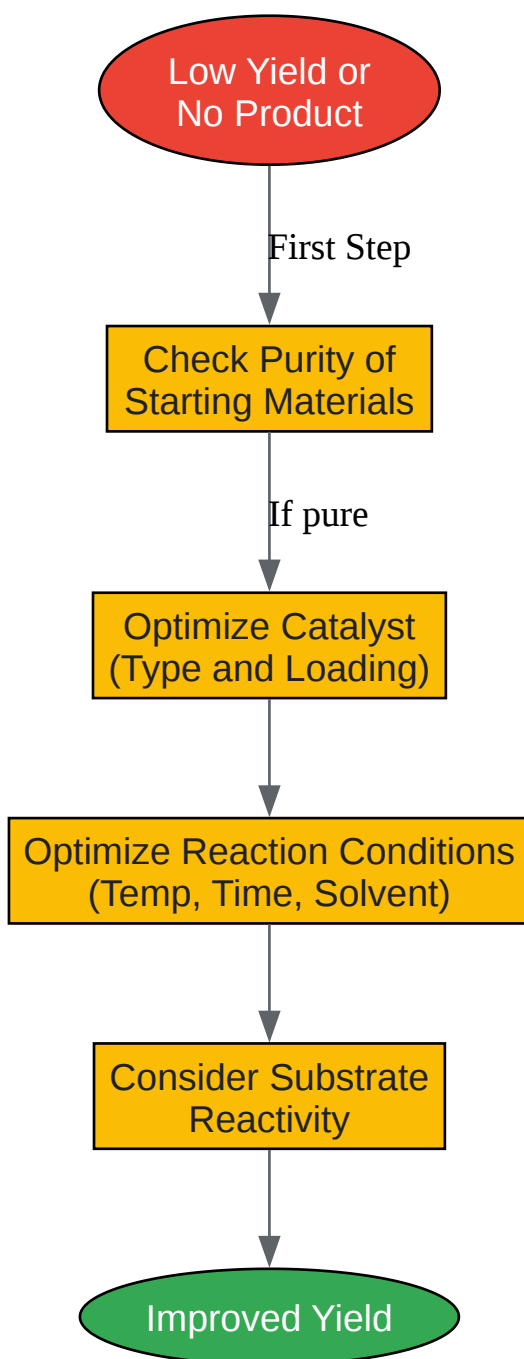 Low Yield or
No Product
First Step
Check Purity of
Starting Materials
If pure
Optimize Catalyst
(Type and Loading)
Optimize Reaction Conditions
(Temp, Time, Solvent)
Consider Substrate
Reactivity
Improved Yield